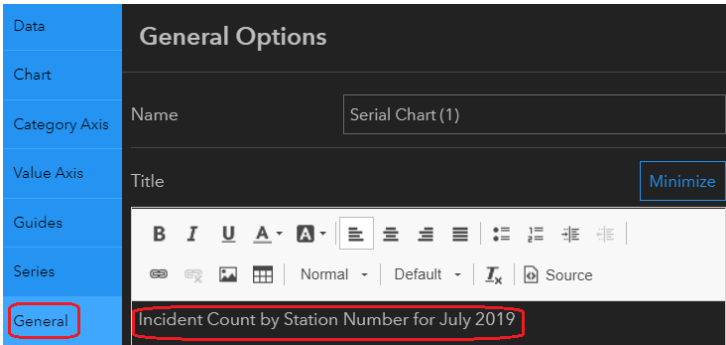 Data
Chart
Category Axis
Value Axis
Guides
Series
General
General Options
Name
Serial Chart (1)
Title
Minimize
B I U A A
Normal Default Ix Source
Incident Count by Station Number for July 2019